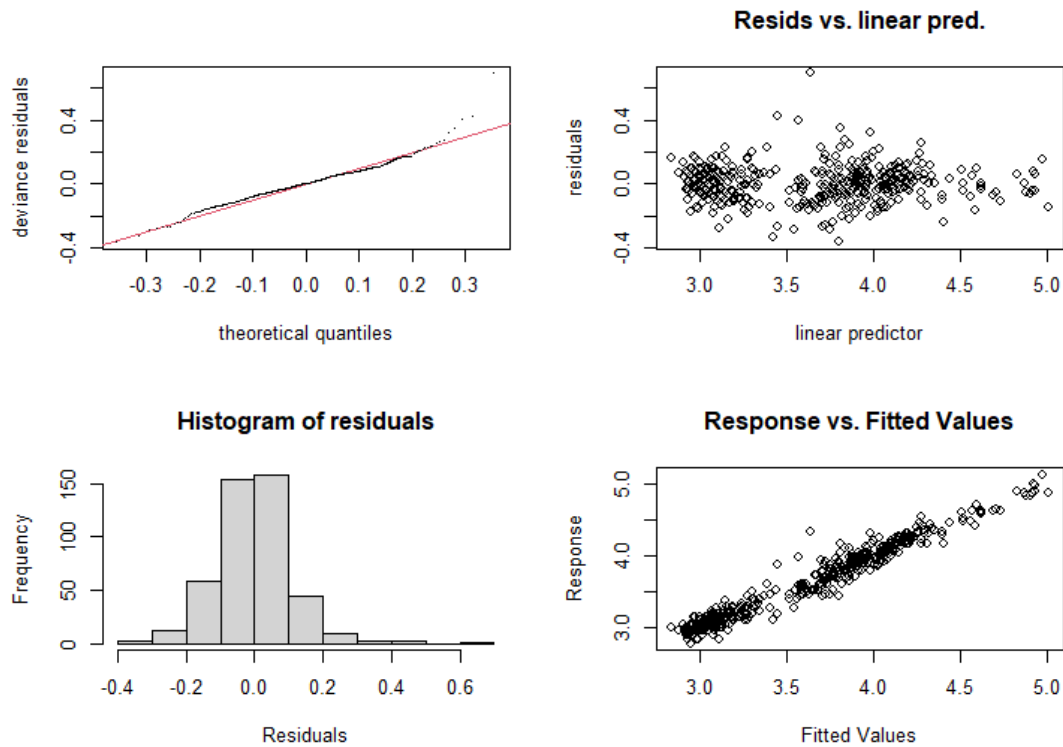 deviance residuals
-0.4 0.0 0.4
-0.3 -0.2 -0.1 0.0 0.1 0.2 0.3
theoretical quantiles
Resids vs. linear pred.
residuals
-0.4 0.0 0.4
3.0 3.5 4.0 4.5 5.0
linear predictor
Histogram of residuals
Frequency
0 50 100 150
-0.4 -0.2 0.0 0.2 0.4 0.6
Residuals
Response vs. Fitted Values
Response
3.0 4.0 5.0
3.0 3.5 4.0 4.5 5.0
Fitted Values